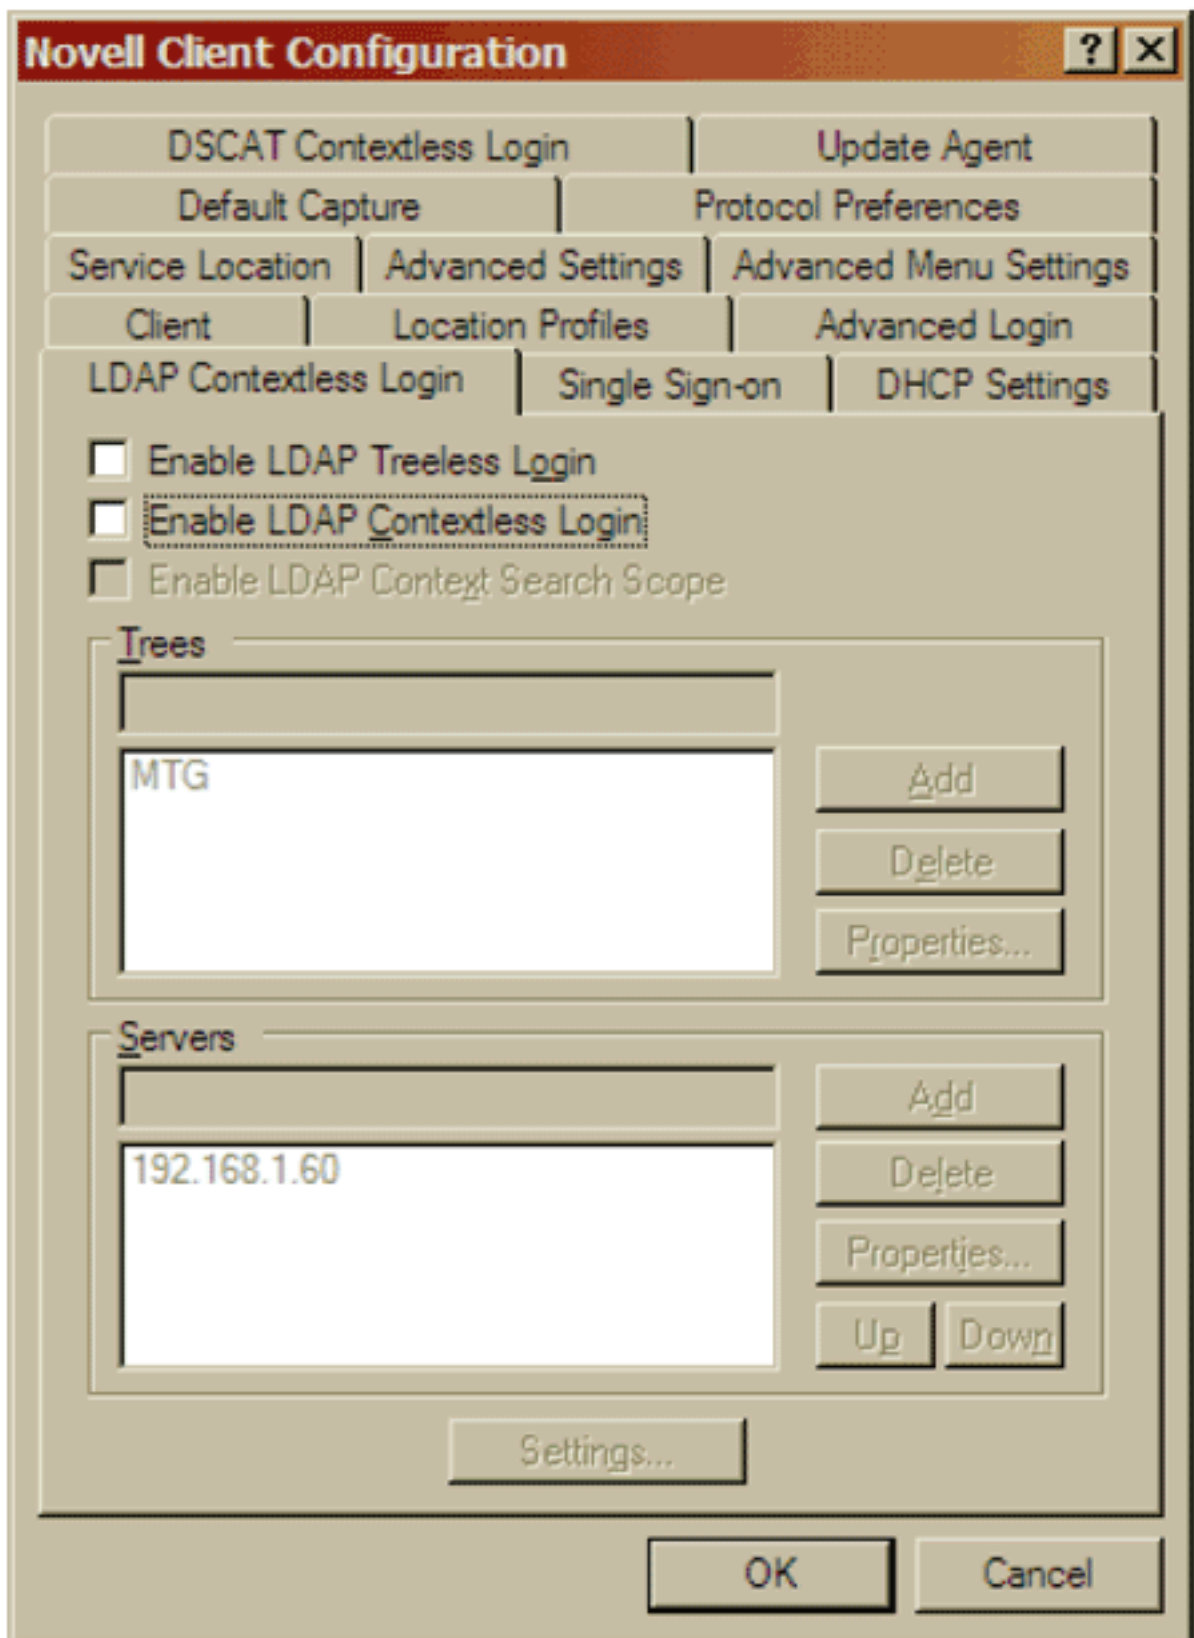 Novell Client Configuration
DSCAT Contextless Login Update Agent
Default Capture Protocol Preferences
Service Location Advanced Settings Advanced Menu Settings
Client Location Profiles Advanced Login
LDAP Contextless Login Single Sign-on DHCP Settings
Enable LDAP Treeless Login
Enable LDAP Contextless Login
Enable LDAP Context Search Scope
Trees
MTG
Add
Delete
Properties...
Servers
Add
192.168.1.60
Delete
Properties...
Up Down
Settings...
OK Cancel